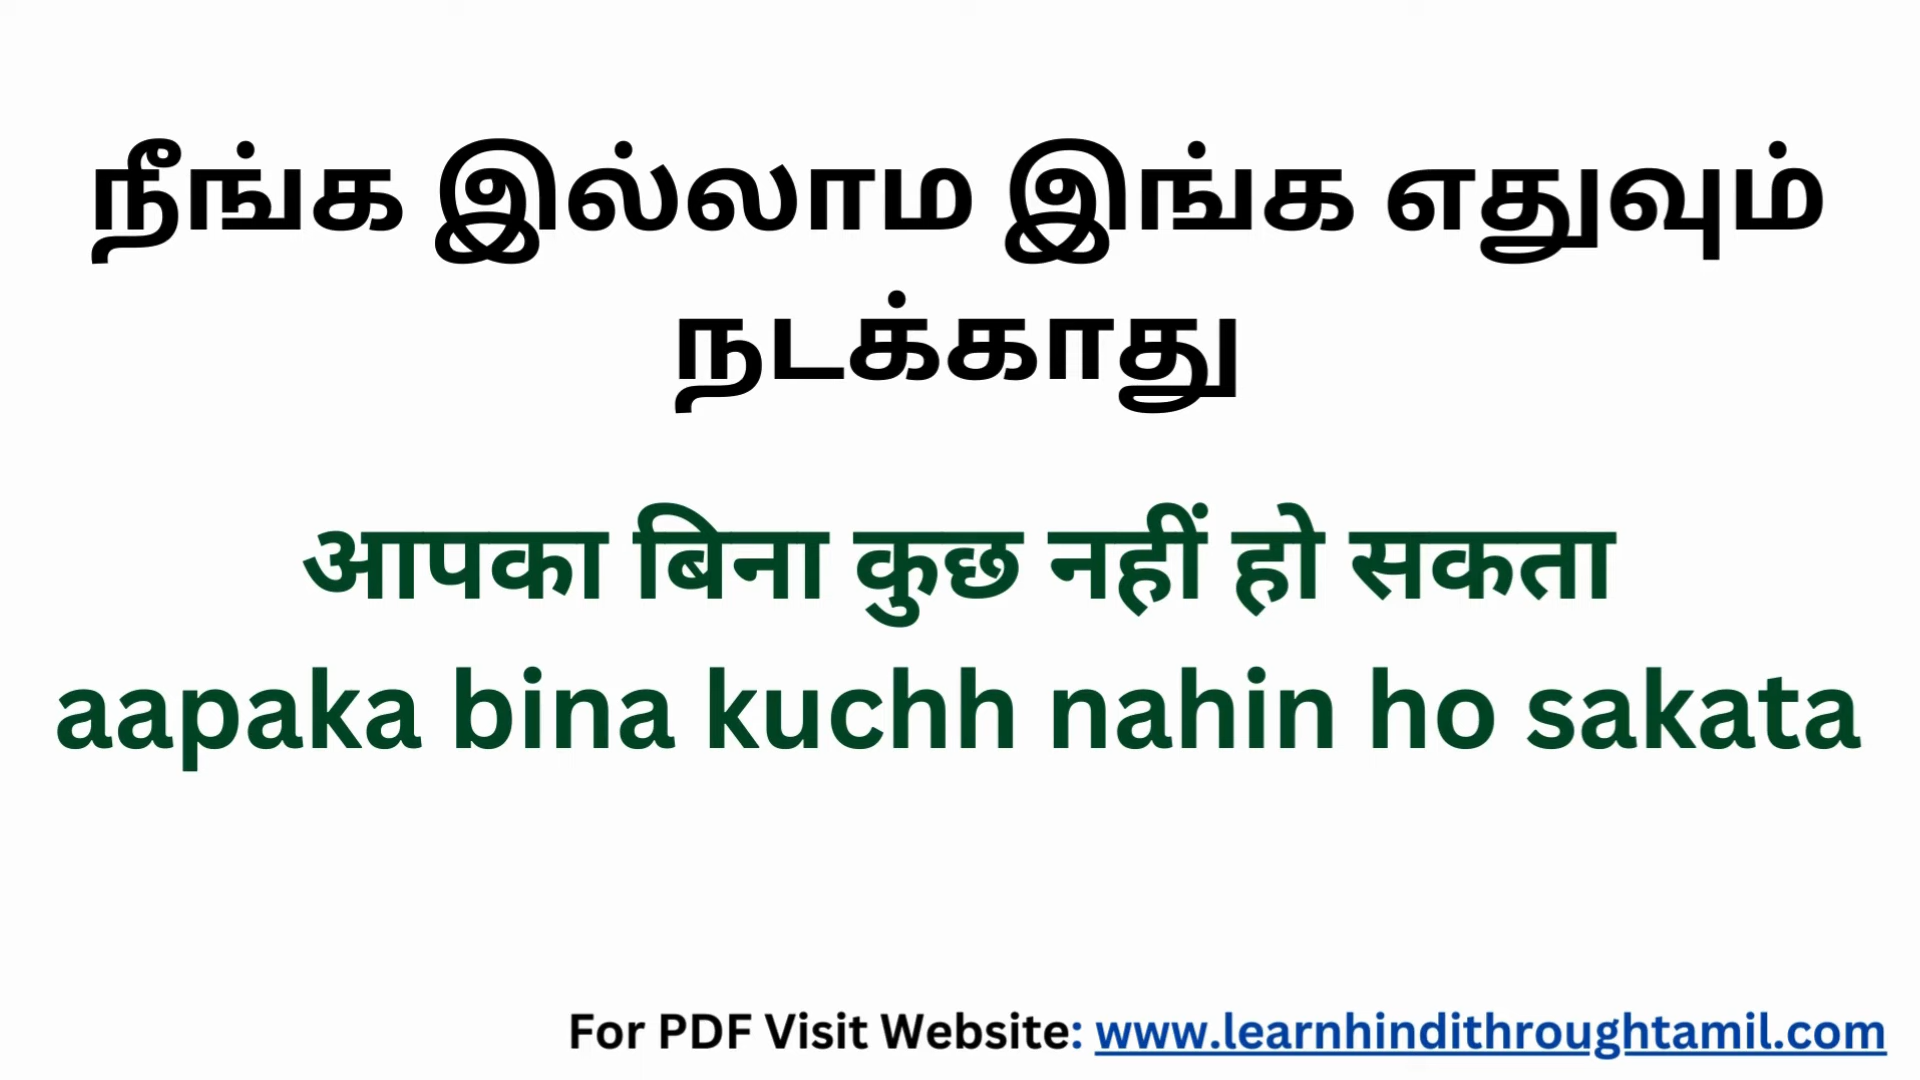 நீங்க இல்லாம இங்க எதுவும்
நடக்காது
आपका बिना कुछ नहीं हो सकता
aapaka bina kuchh nahin ho sakata
For PDF Visit Website: www.learnhindithroughtamil.com